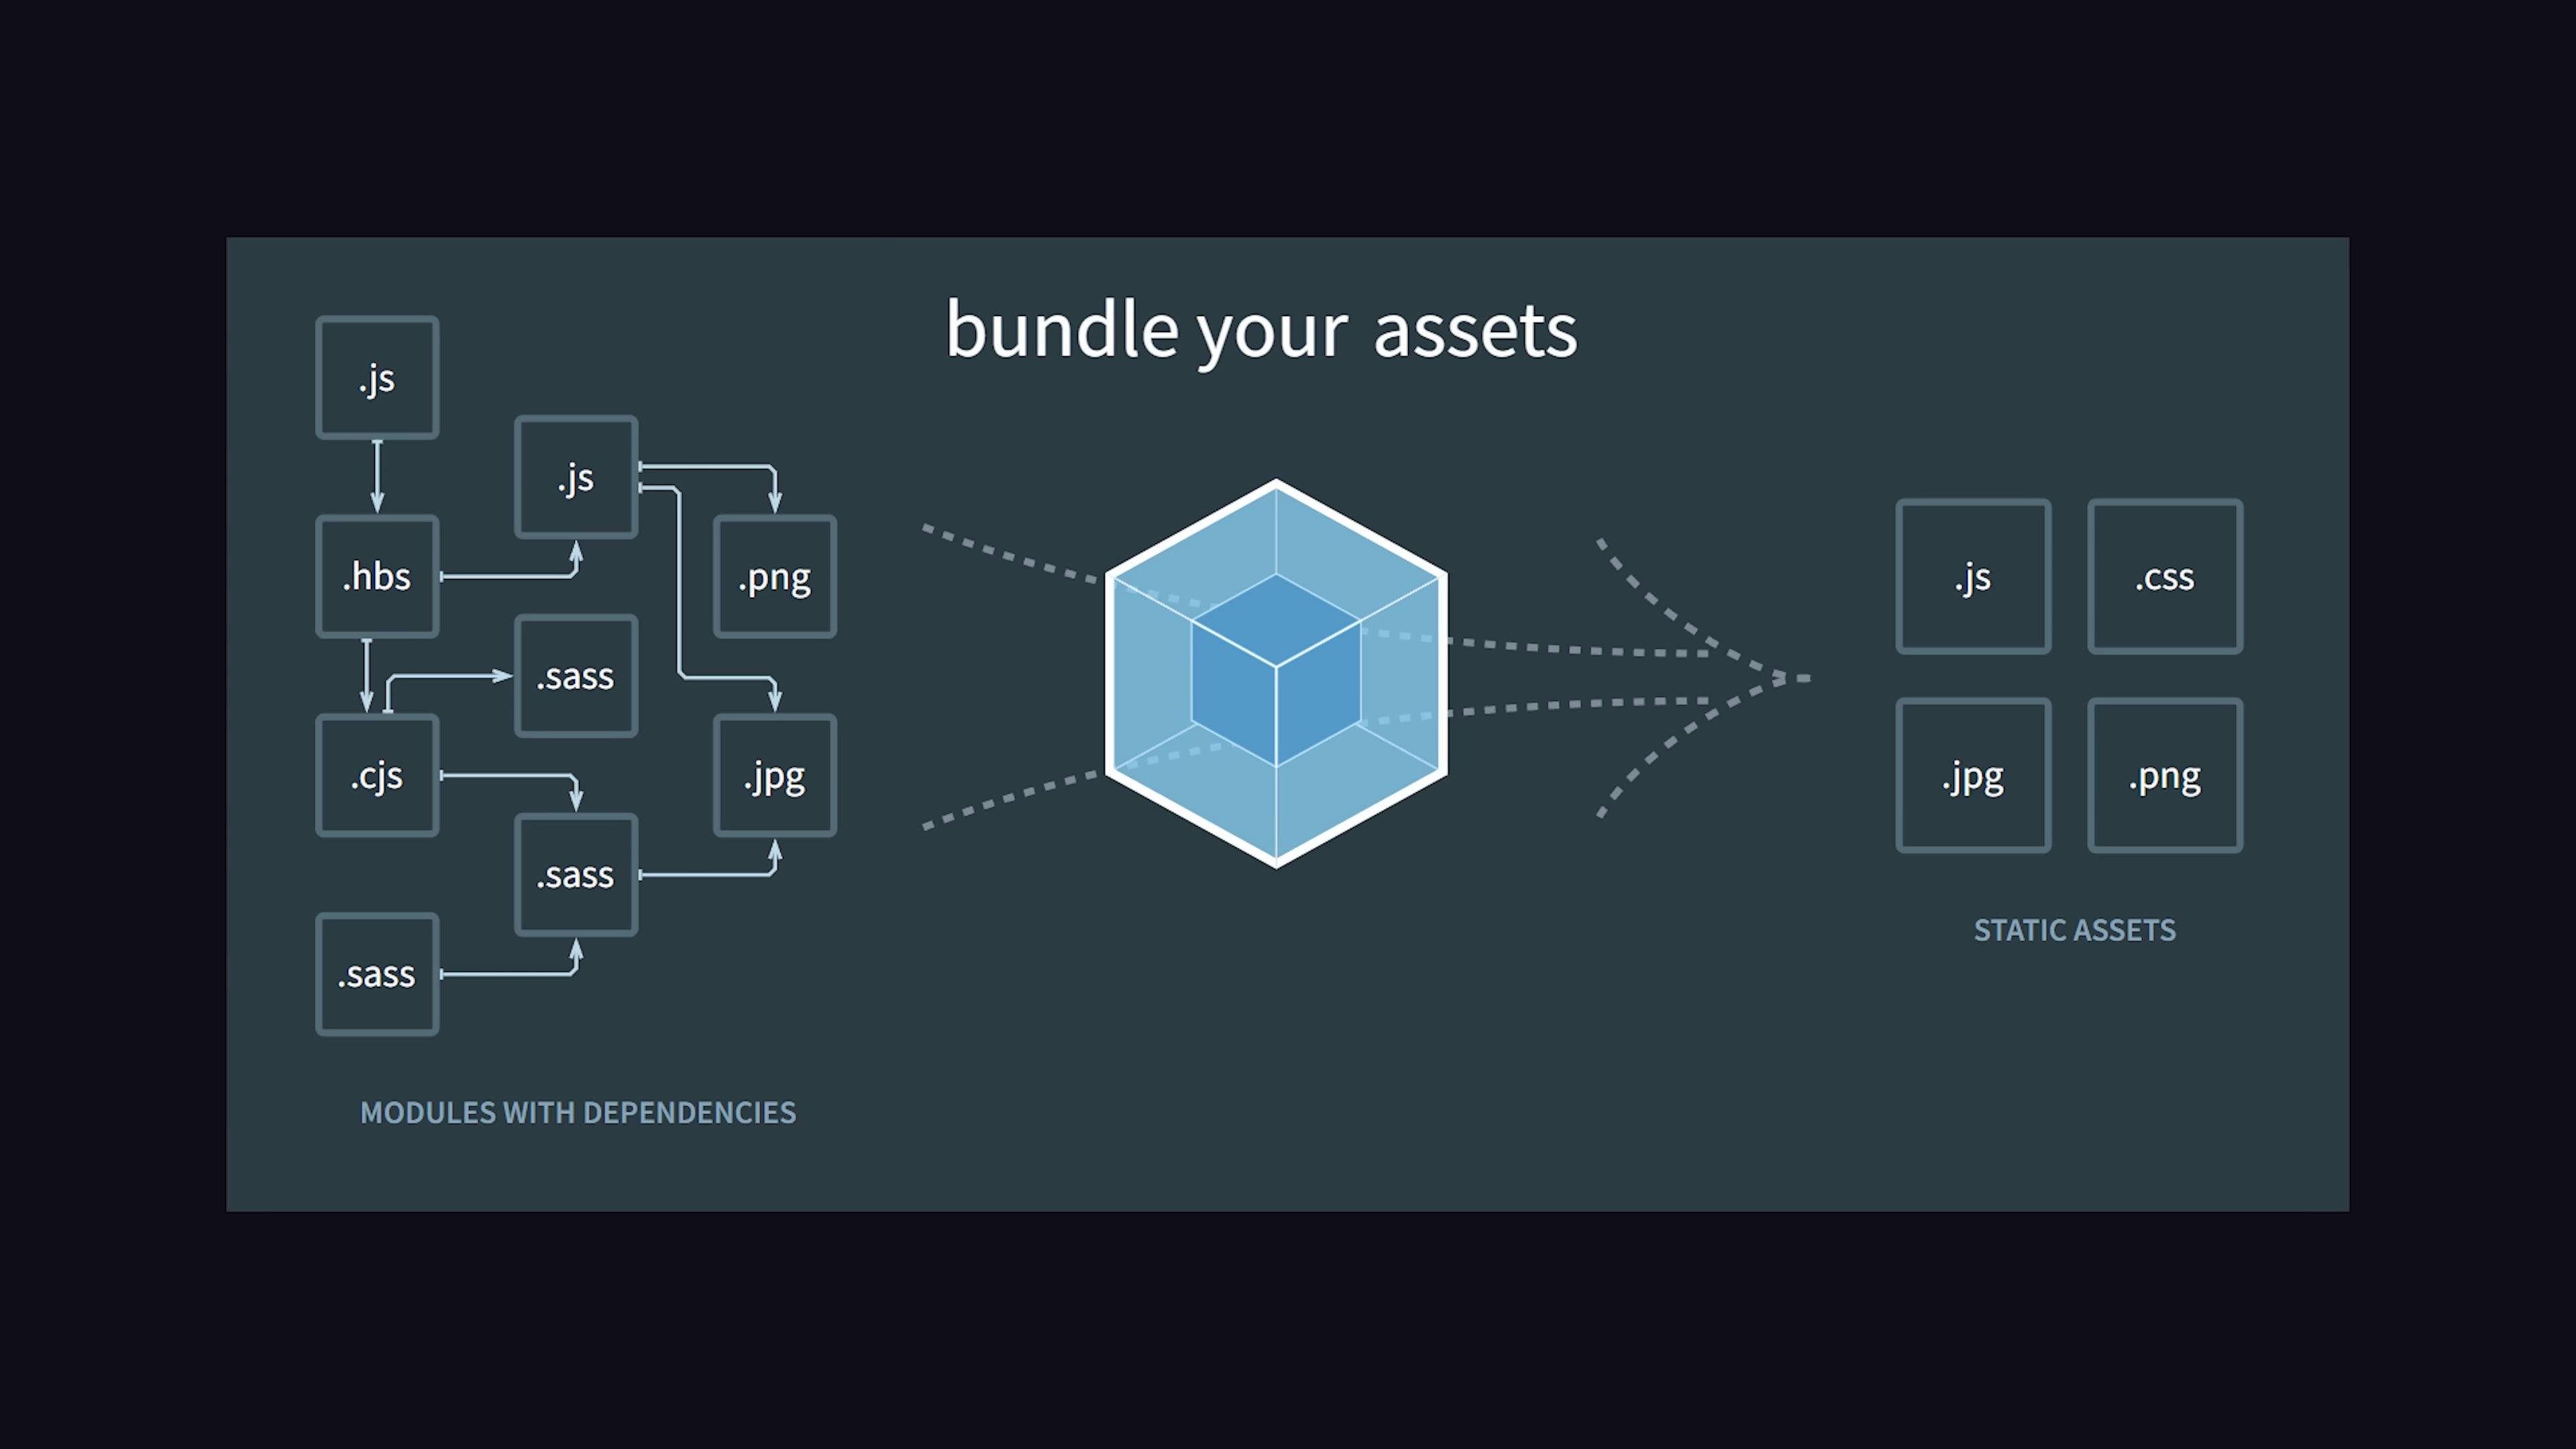 bundle your assets
.js
.js
.hbs
.png
.sass
.cjs
.jpg
.sass
.sass
MODULES WITH DEPENDENCIES
.js
.css
.jpg
.png
STATIC ASSETS